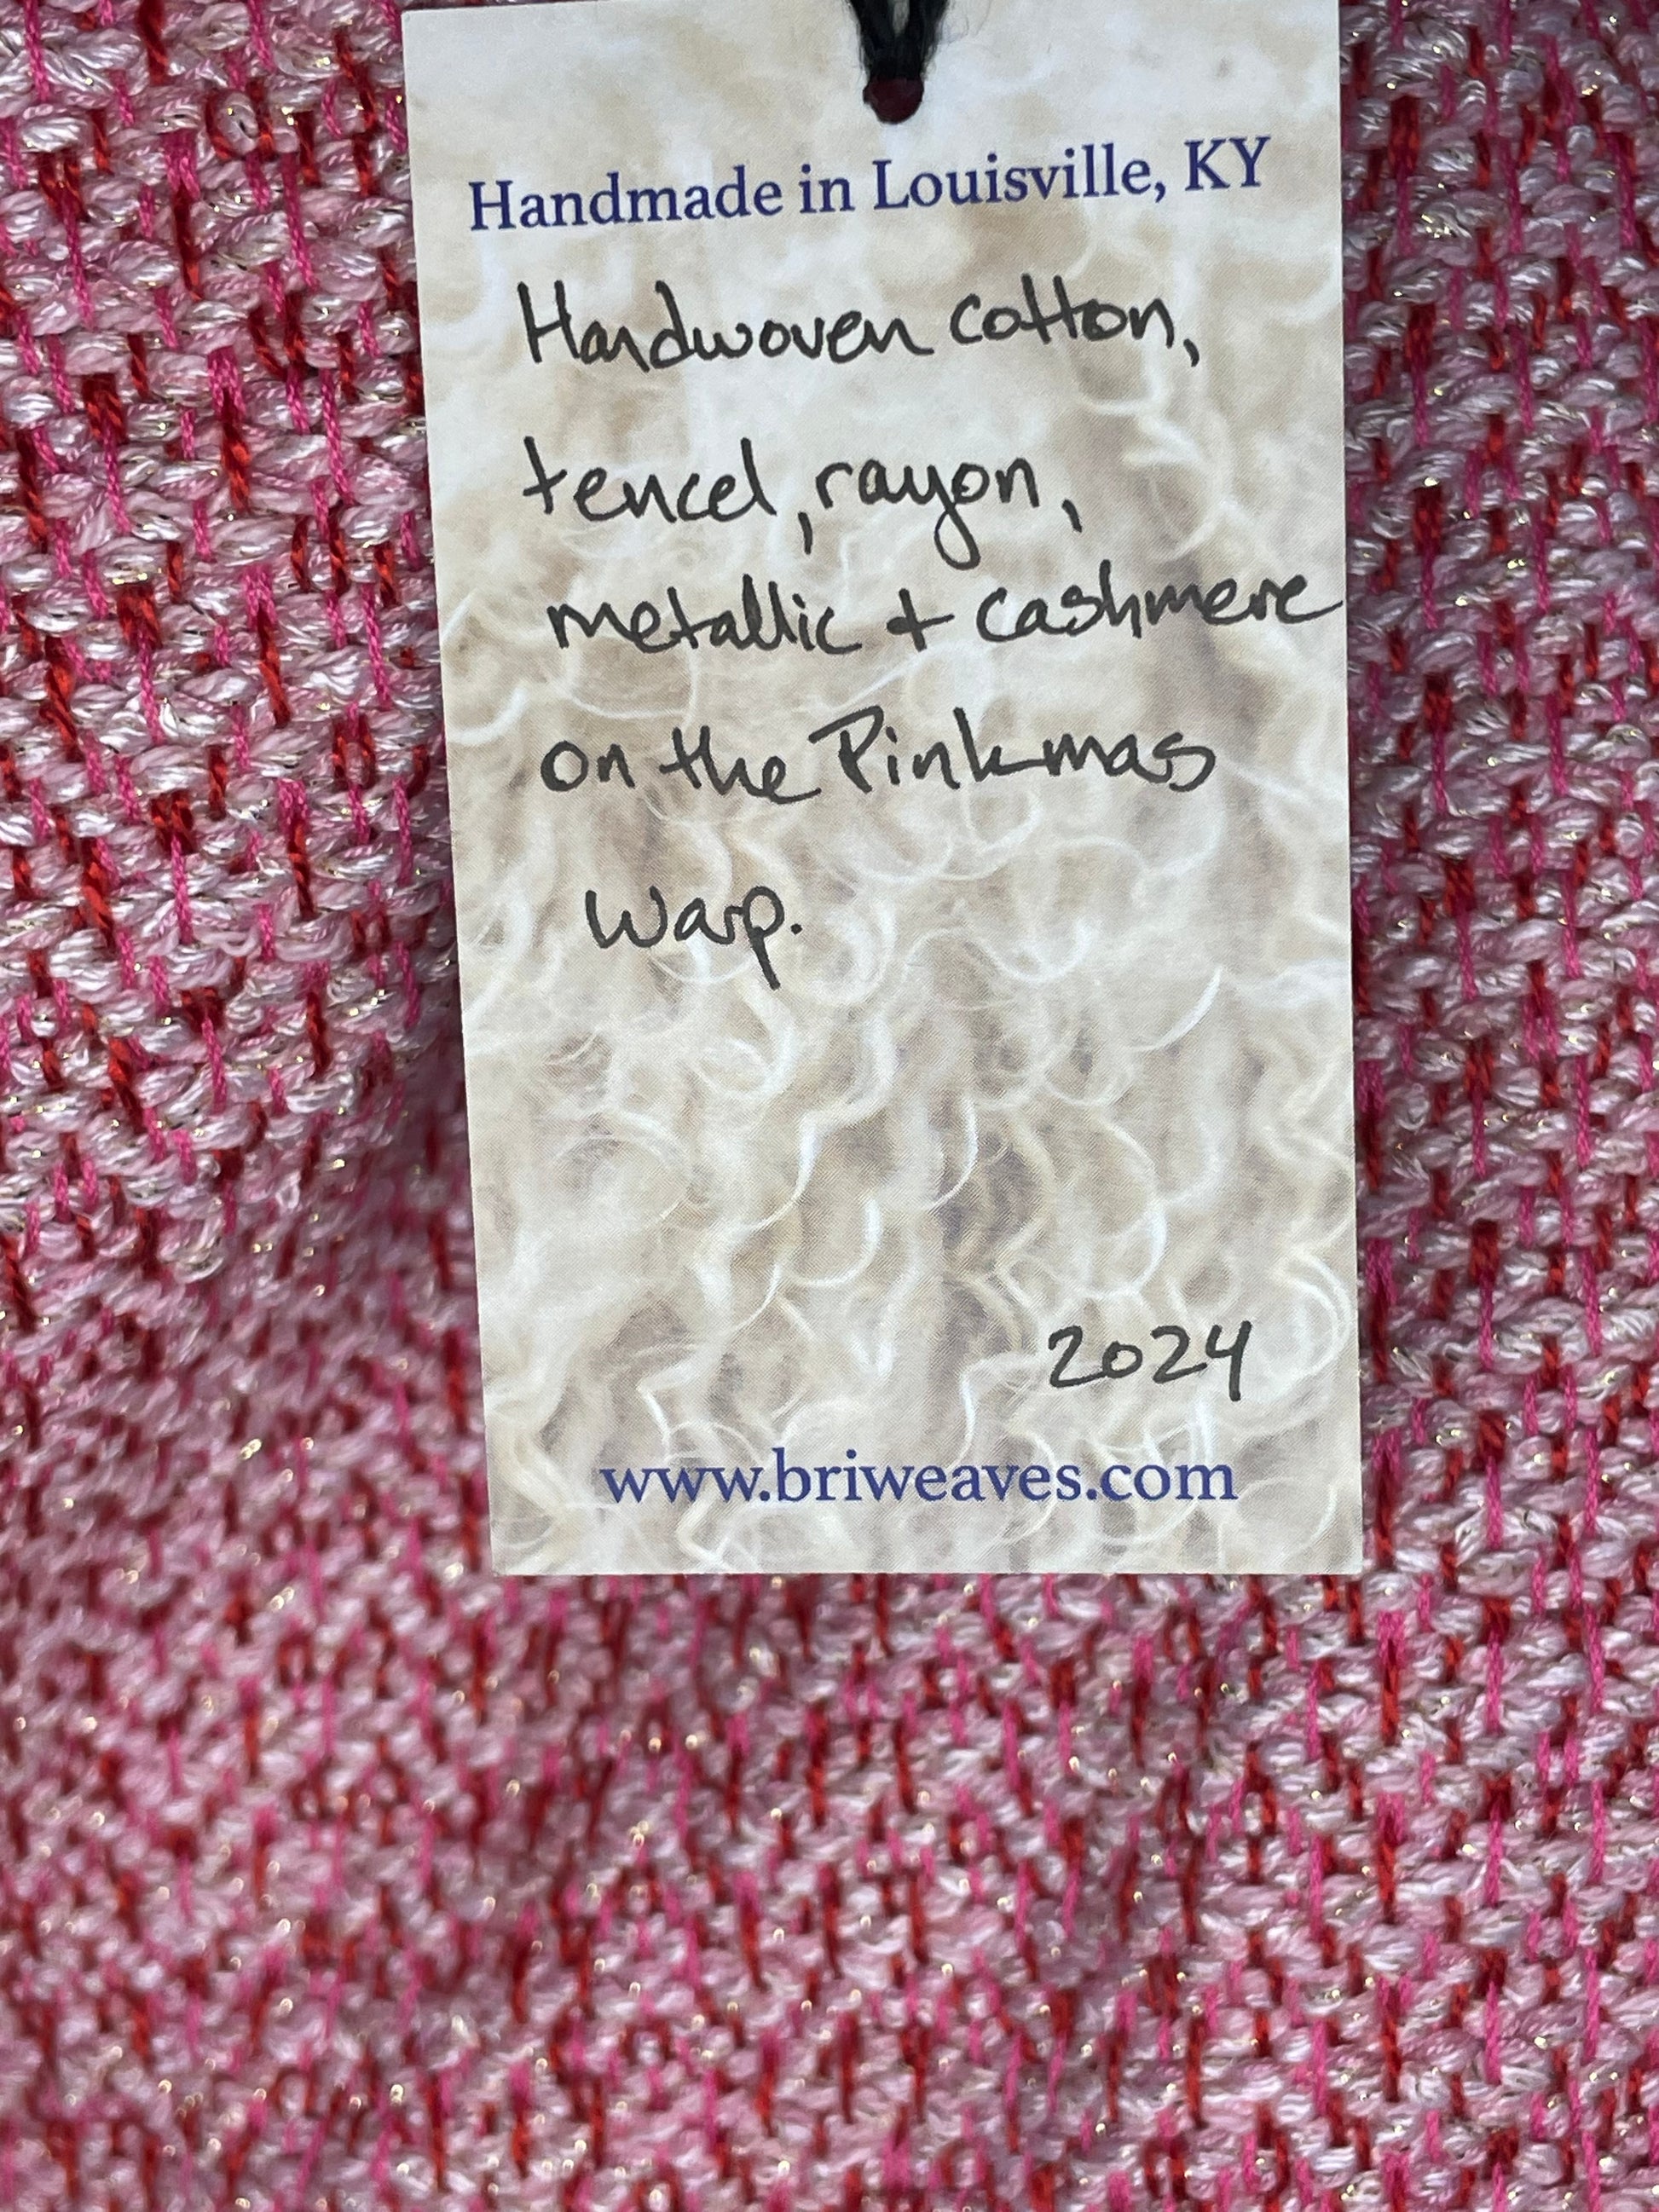 Handmade in Louisville, KY
Handwoven cotton,
tencel, rayon,
metallic + cashmere
on the Pinkmas
warp.
2024
www.briweaves.com